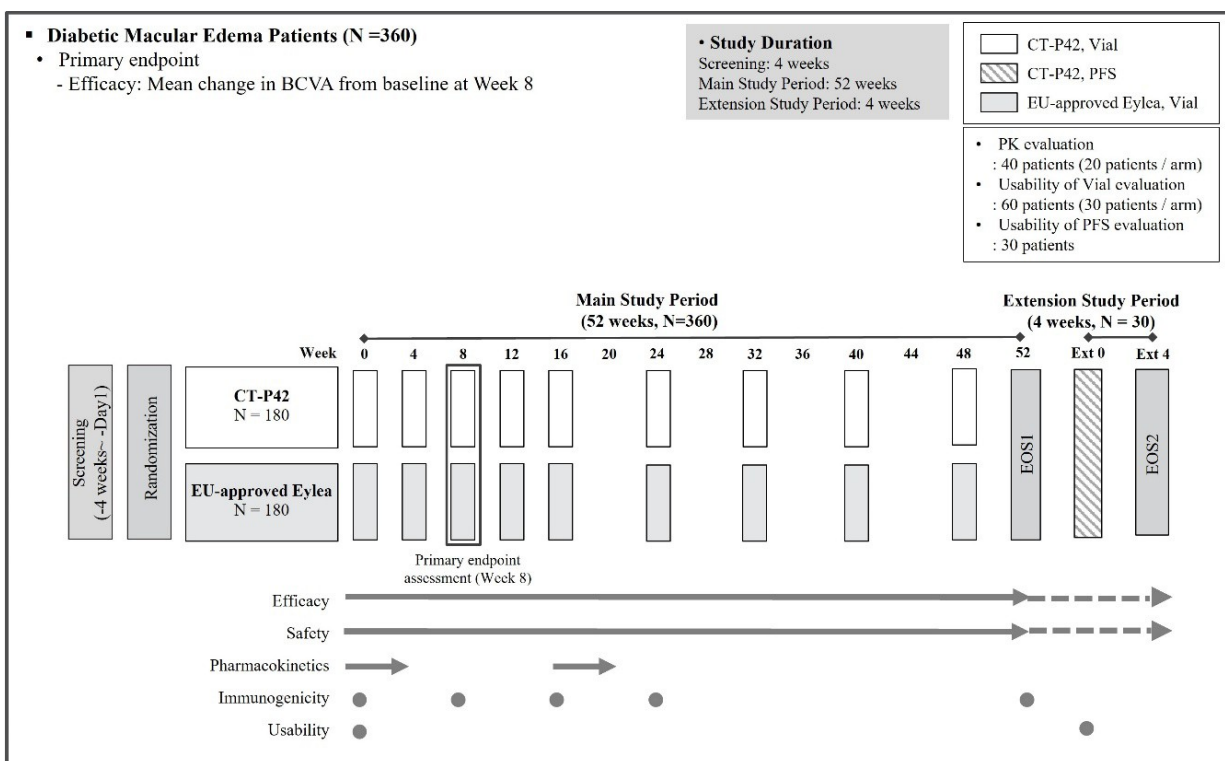 ▪ Diabetic Macular Edema Patients (N =360)
• Primary endpoint
- Efficacy: Mean change in BCVA from baseline at Week 8
• Study Duration
Screening: 4 weeks
Main Study Period: 52 weeks
Extension Study Period: 4 weeks
CT-P42, Vial
CT-P42, PFS
EU-approved Eylea, Vial
• PK evaluation
: 40 patients (20 patients / arm)
• Usability of Vial evaluation
: 60 patients (30 patients / arm)
• Usability of PFS evaluation
: 30 patients
Main Study Period
(52 weeks, N=360)
Extension Study Period
(4 weeks, N = 30)
Week 0 4 8 12 16 20 24 28 32 36 40 44 48 52 Ext 0 Ext 4
Screening
(-4 weeks~ -Day1)
Randomization
CT-P42
N = 180
EU-approved Eylea
N = 180
EOS1
EOS2
Primary endpoint
assessment (Week 8)
Efficacy
Safety
Pharmacokinetics
Immunogenicity
Usability